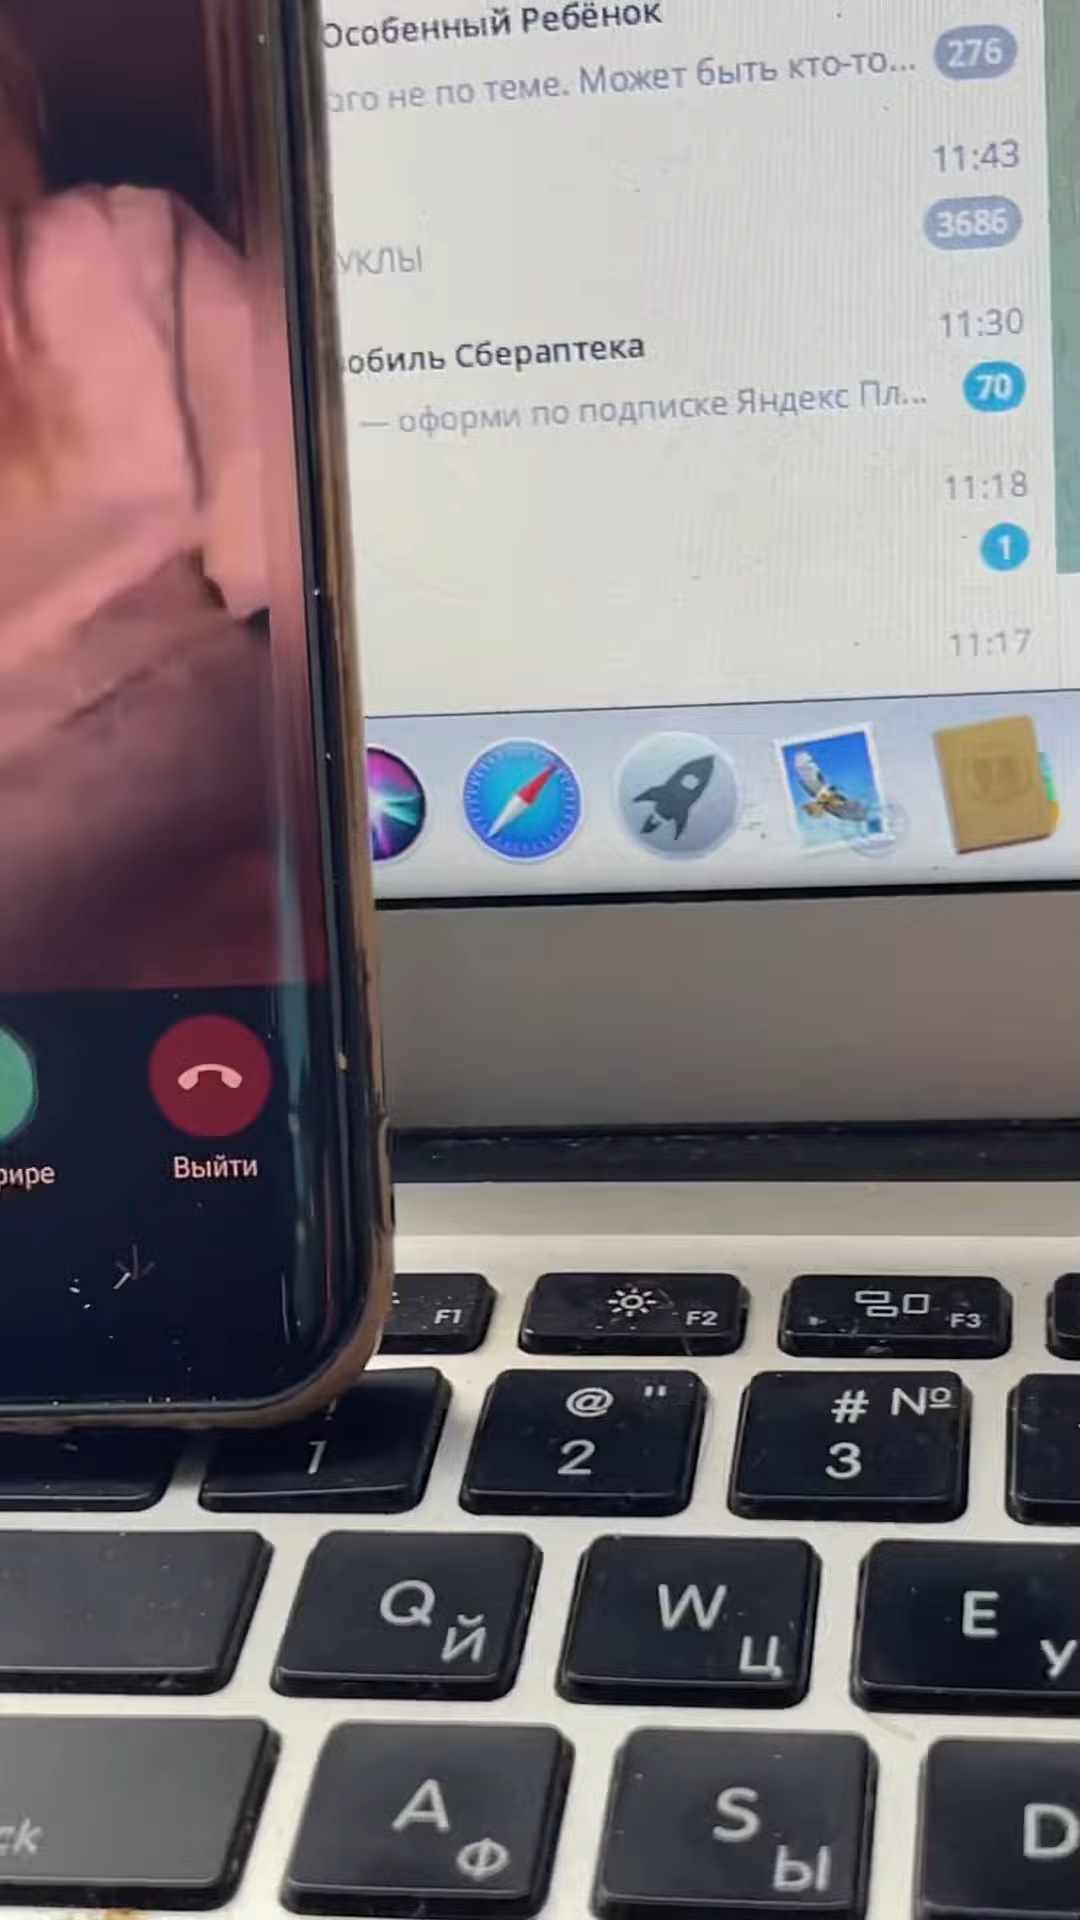 Особенный Ребёнок
ого не по теме. Может быть кто-то...
276
11:43
3686
УКЛЫ
11:30
обиль Сбераптека
— оформи по подписке Яндекс Пл...
70
11:18
1
11:17
Выйти
F1
F2
F3
@ "
2
# №
3
1
Q Й
W Ц
E У
A Ф
S Ы
D
ck